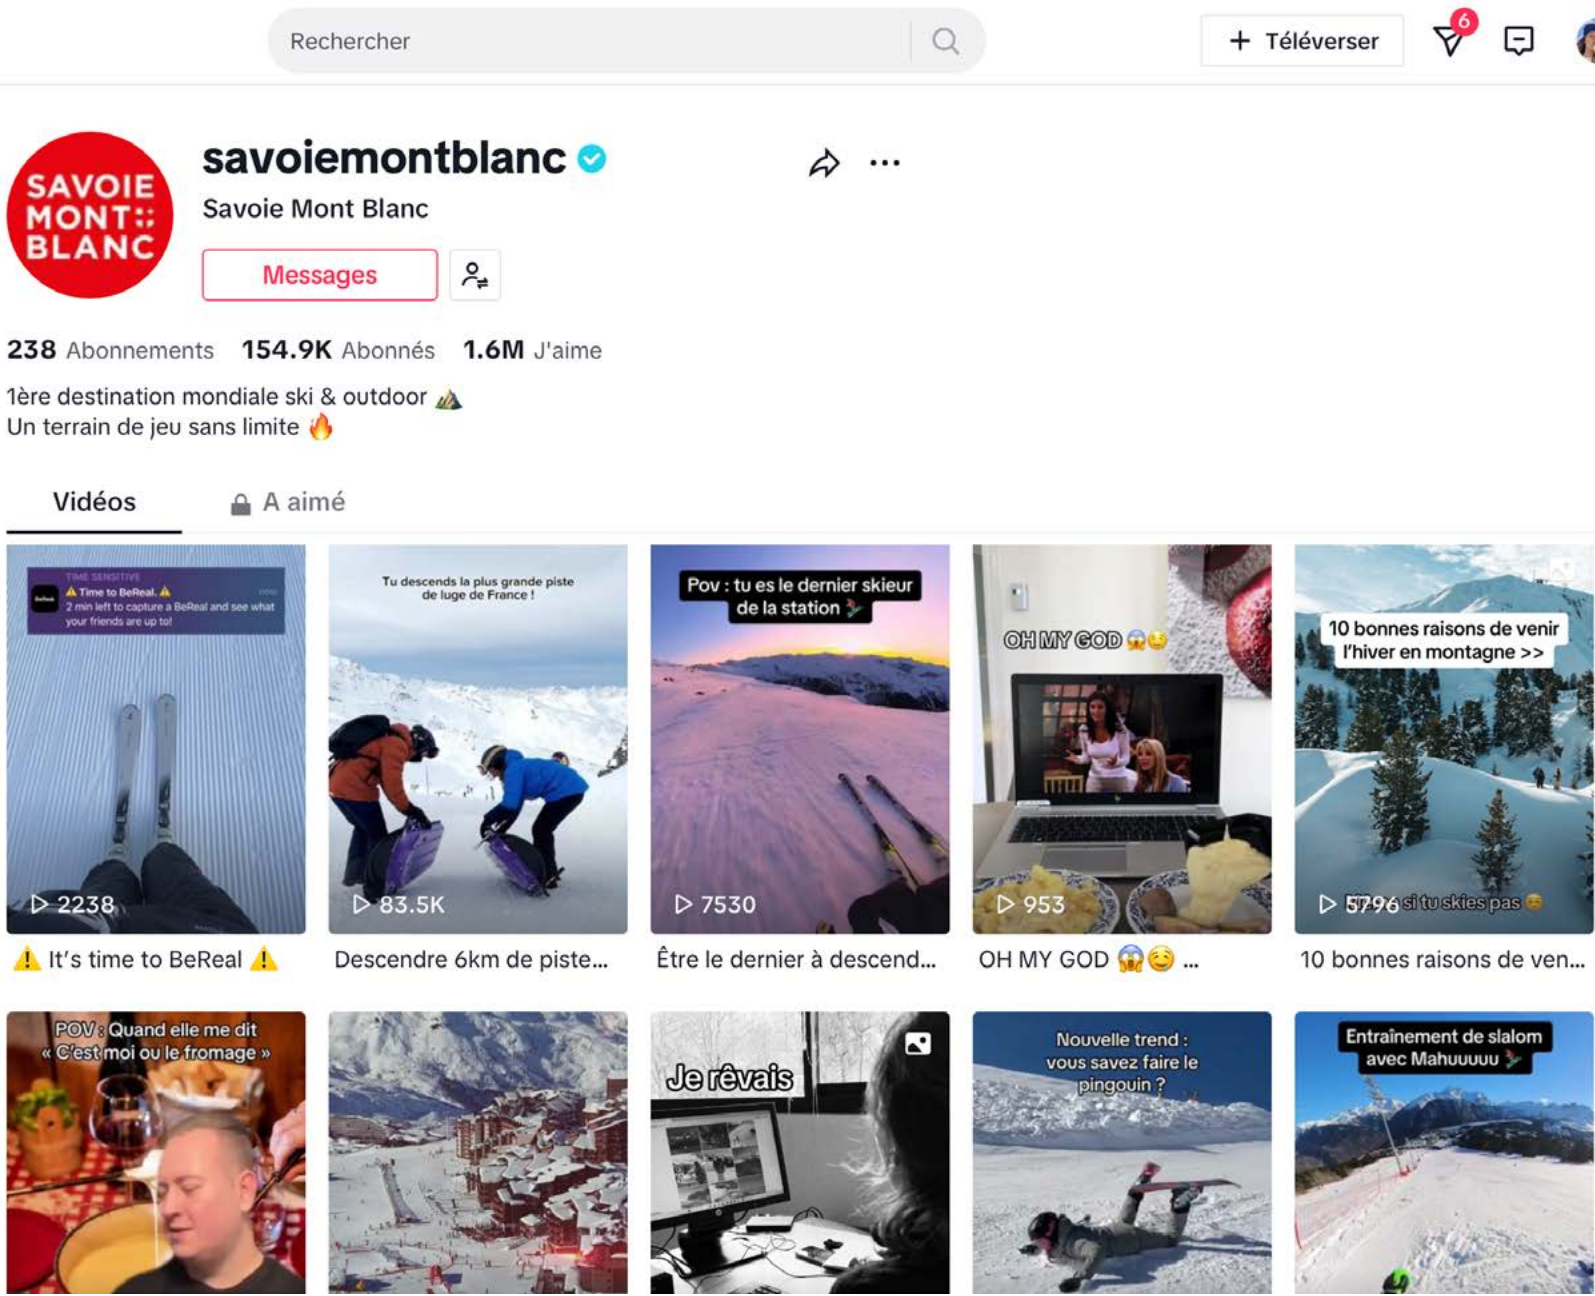 Rechercher
+ Téléverser
6
SAVOIE
MONT
BLANC
savoiemontblanc
Savoie Mont Blanc
Messages
238 Abonnements 154.9K Abonnés 1.6M J'aime
1ère destination mondiale ski & outdoor ⛰️
Un terrain de jeu sans limite 🔥
Vidéos
A aimé
TIME SENSITIVE
⚠️ Time to BeReal. ⚠️
2 min left to capture a BeReal and see what
your friends are up to!
2238
⚠️ It's time to BeReal ⚠️
Tu descends la plus grande piste
de luge de France !
83.5K
Descendre 6km de piste...
Pov : tu es le dernier skieur
de la station ⛷️
7530
Être le dernier à descend...
OH MY GOD 😱🤤
953
OH MY GOD 😱🤤 ...
10 bonnes raisons de venir
l'hiver en montagne >>
5796 si tu skies pas
10 bonnes raisons de ven...
POV : Quand elle me dit
« C'est moi ou le fromage »
Je rêvais
Nouvelle trend :
vous savez faire le
pingouin ?
Entraînement de slalom
avec Mahuuuuu ⛷️